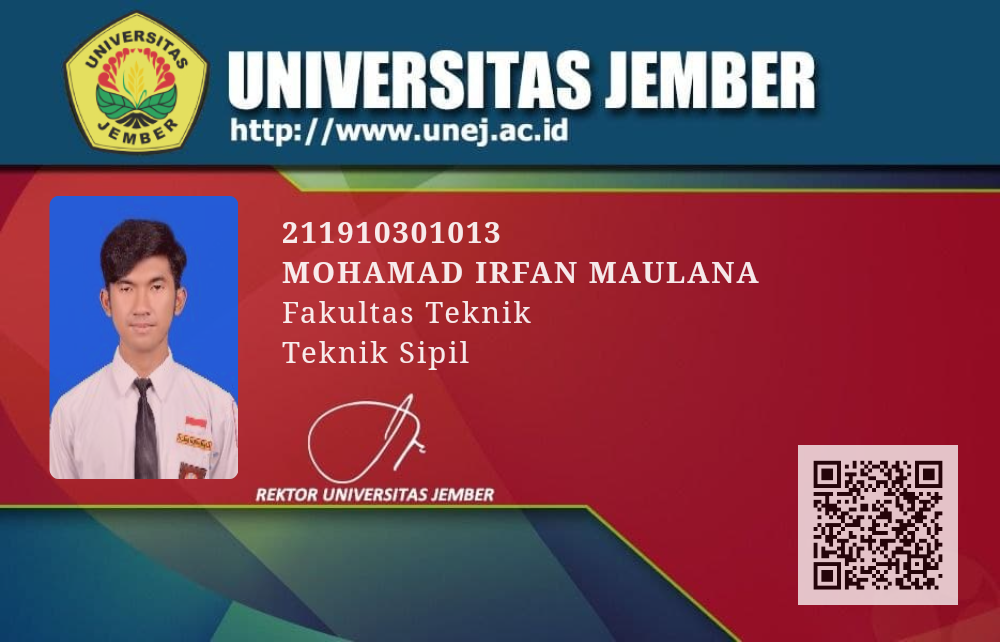 UNIVERSITAS
JEMBER
UNIVERSITAS JEMBER
http://www.unej.ac.id
211910301013
MOHAMAD IRFAN MAULANA
Fakultas Teknik
Teknik Sipil
REKTOR UNIVERSITAS JEMBER